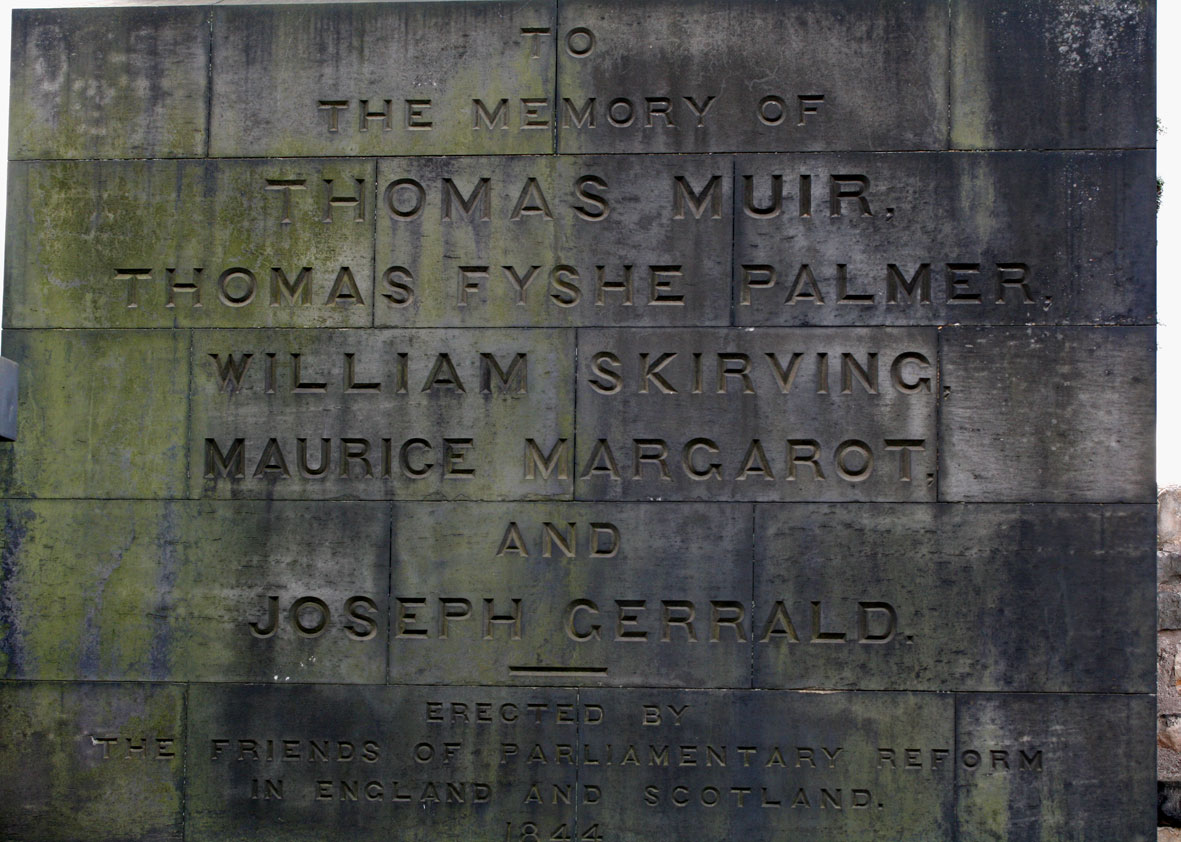 TO
THE MEMORY OF
THOMAS MUIR,
THOMAS FYSHE PALMER,
WILLIAM SKIRVING,
MAURICE MARGAROT,
AND
JOSEPH GERRALD.
ERECTED BY
THE FRIENDS OF PARLIAMENTARY REFORM
IN ENGLAND AND SCOTLAND.
1844